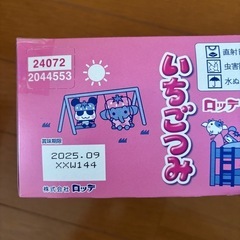 24072
2044553
直射
虫害
水ぬ
いちごつみ
ロッテ
賞味期限
2025.09
XXW144
株式会社 ロッテ